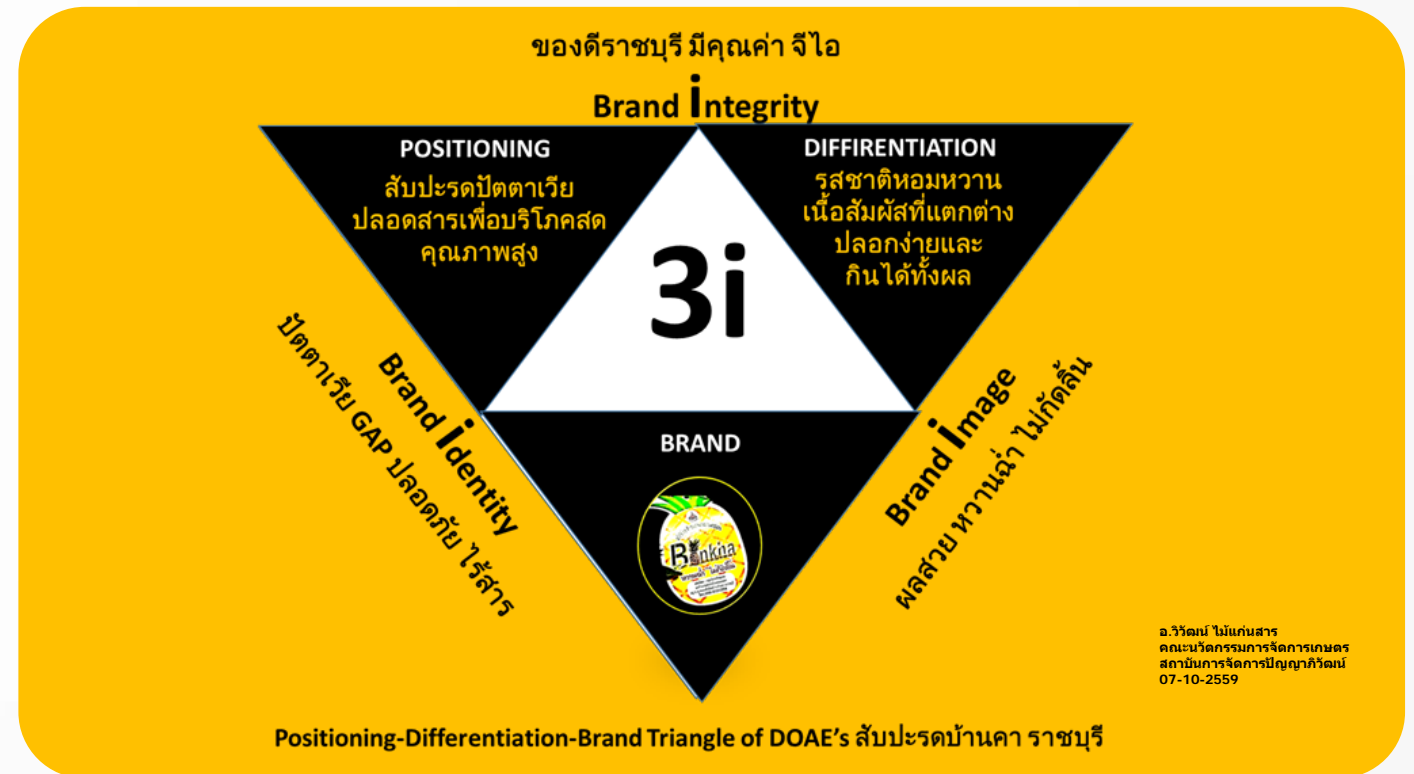 ของดีราชบุรี มีคุณค่า จีไอ
Brand integrity
POSITIONING
สับปะรดปัตตาเวีย
ปลอดสารเพื่อบริโภคสด
คุณภาพสูง
DIFFIRENTIATION
รสชาติหอมหวาน
เนื้อสัมผัสที่แตกต่าง
ปลอกง่ายและ
กินได้ทั้งผล
3i
Brand identity
ปัตตาเวีย GAP ปลอดภัย ไร้สาร
Brand image
ผลสวย หวานฉ่ำ ไม่กัดลิ้น
BRAND
อ.วิวัฒน์ ไม้แก่นสาร
คณะนวัตกรรมการจัดการเกษตร
สถาบันการจัดการปัญญาภิวัฒน์
07-10-2559
Positioning-Differentiation-Brand Triangle of DOAE’s สับปะรดบ้านคา ราชบุรี